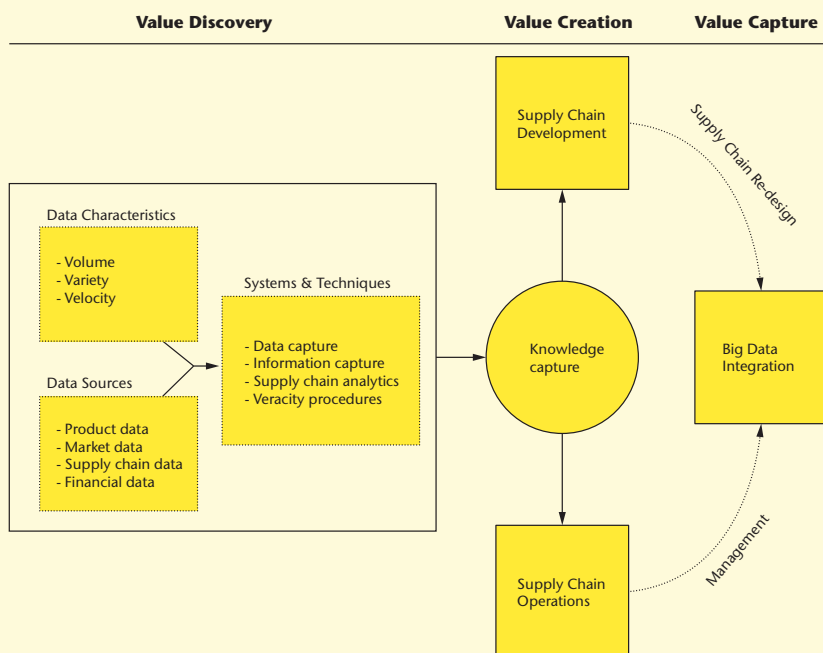 Value Discovery
Value Creation
Value Capture
Data Characteristics
- Volume
- Variety
- Velocity
Data Sources
- Product data
- Market data
- Supply chain data
- Financial data
Systems & Techniques
- Data capture
- Information capture
- Supply chain analytics
- Veracity procedures
Supply Chain
Development
Knowledge
capture
Supply Chain
Operations
Supply Chain Re-design
Big Data
Integration
Management